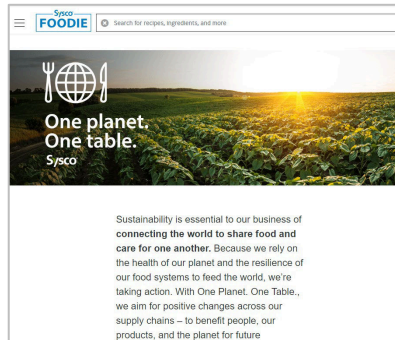 Sysco
FOODIE
Search for recipes, ingredients, and more
One planet.
One table.
Sysco
Sustainability is essential to our business of
connecting the world to share food and
care for one another. Because we rely on
the health of our planet and the resilience of
our food systems to feed the world, we're
taking action. With One Planet. One Table.,
we aim for positive changes across our
supply chains – to benefit people, our
products, and the planet for future